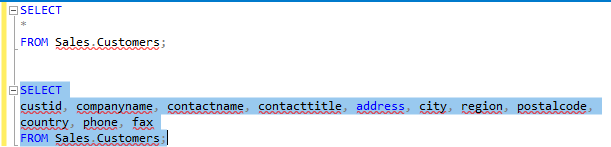 SELECT
*
FROM Sales.Customers;
SELECT
custid, companyname, contactname, contacttitle, address, city, region, postalcode,
country, phone, fax
FROM Sales.Customers;